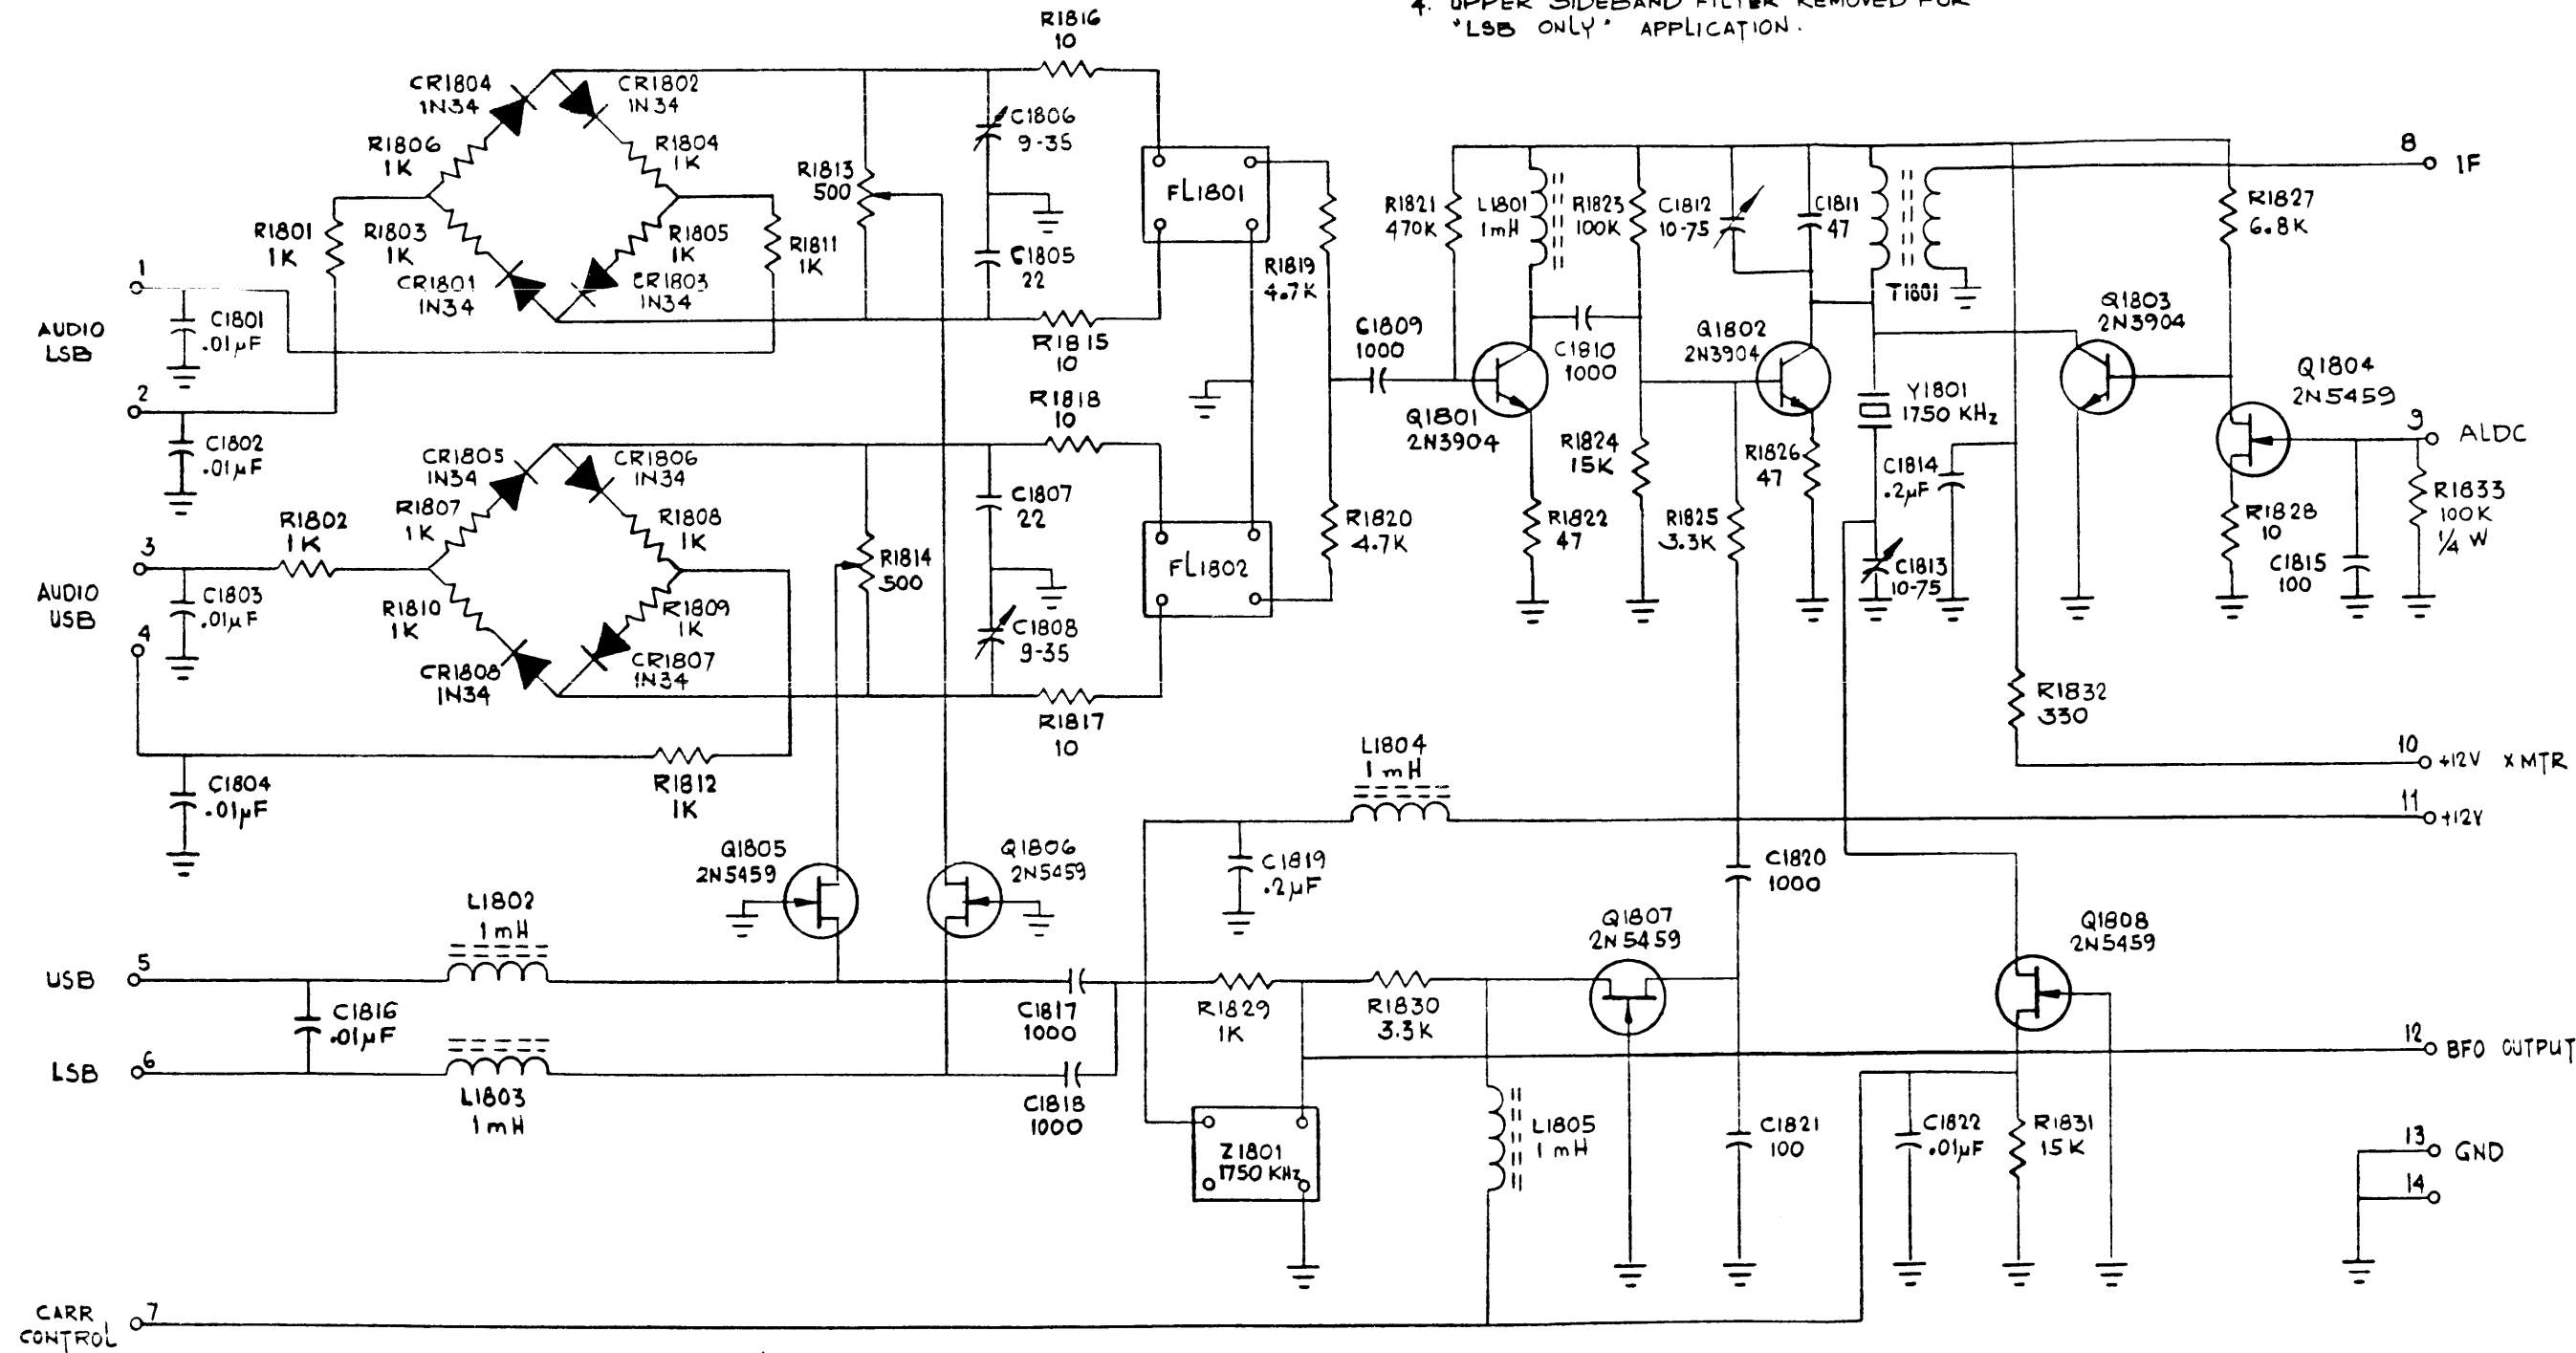 4. UPPER SIDEBAND FILTER REMOVED FOR
"LSB ONLY" APPLICATION.
R1816
10
CR1804
1N34
CR1802
1N34
R1806
1K
R1804
1K
R1801
1K
R1803
1K
R1805
1K
R1811
1K
CR1801
1N34
CR1803
1N34
R1813
500
C1806
9-35
C1805
22
R1815
10
FL1801
1
AUDIO
LSB
2
C1801
.01µF
C1802
.01µF
R1819
4.7K
R1821
470K
L1801
1mH
R1823
100K
C1812
10-75
C1811
47
T1801
8
IF
R1827
6.8K
C1809
1000
C1810
1000
Q1801
2N3904
Q1802
2N3904
Q1803
2N3904
Q1804
2N5459
9
ALDC
Y1801
1750 KHz
R1818
10
CR1805
1N34
CR1806
1N34
R1807
1K
R1808
1K
R1802
1K
R1810
1K
R1809
1K
CR1808
1N34
CR1807
1N34
3
AUDIO
USB
4
C1803
.01µF
C1804
.01µF
R1812
1K
R1814
500
C1807
22
C1808
9-35
R1817
10
FL1802
R1820
4.7K
R1822
47
R1824
15K
R1825
3.3K
R1826
47
C1814
.2µF
C1813
10-75
R1828
10
C1815
100
R1833
100K
1/4 W
R1832
330
10
+12V XMTR
11
+12V
L1804
1mH
C1819
.2µF
C1820
1000
Q1805
2N5459
Q1806
2N5459
Q1807
2N5459
Q1808
2N5459
L1802
1mH
5
USB
C1816
.01µF
6
LSB
L1803
1mH
C1817
1000
C1818
1000
R1829
1K
R1830
3.3K
12
BFO OUTPUT
Z1801
1750 KHz
L1805
1mH
C1821
100
C1822
.01µF
R1831
15K
13
GND
14
7
CARR
CONTROL